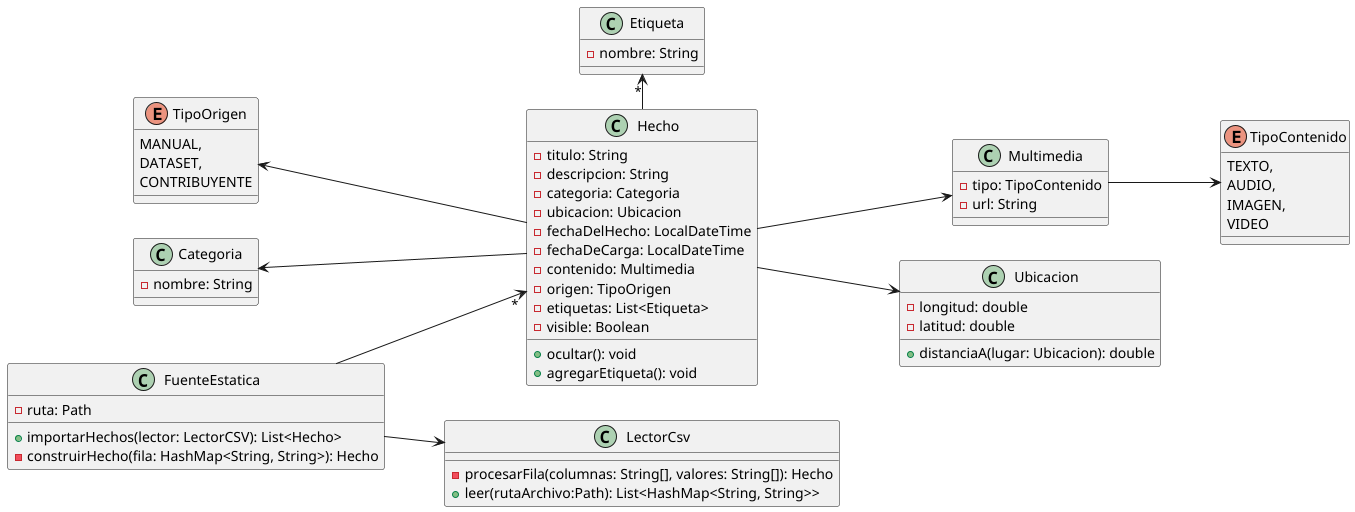 C Etiqueta
nombre: String
*
E TipoOrigen
MANUAL,
DATASET,
CONTRIBUYENTE
C Categoria
nombre: String
C Hecho
titulo: String
descripcion: String
categoria: Categoria
ubicacion: Ubicacion
fechaDelHecho: LocalDateTime
fechaDeCarga: LocalDateTime
contenido: Multimedia
origen: TipoOrigen
etiquetas: List<Etiqueta>
visible: Boolean
ocultar(): void
agregarEtiqueta(): void
*
C Multimedia
tipo: TipoContenido
url: String
E TipoContenido
TEXTO,
AUDIO,
IMAGEN,
VIDEO
C Ubicacion
longitud: double
latitud: double
distanciaA(lugar: Ubicacion): double
C FuenteEstatica
ruta: Path
importarHechos(lector: LectorCSV): List<Hecho>
construirHecho(fila: HashMap<String, String>): Hecho
C LectorCsv
procesarFila(columnas: String[], valores: String[]): Hecho
leer(rutaArchivo:Path): List<HashMap<String, String>>